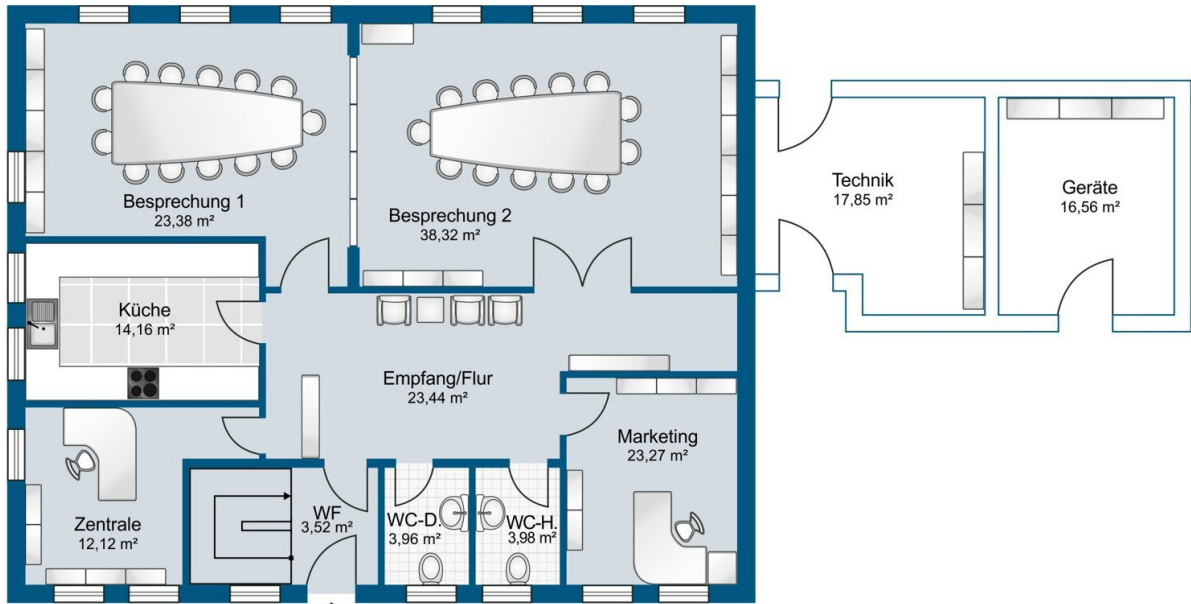 Besprechung 1
23,38 m²
Besprechung 2
38,32 m²
Technik
17,85 m²
Geräte
16,56 m²
Küche
14,16 m²
Empfang/Flur
23,44 m²
Marketing
23,27 m²
Zentrale
12,12 m²
WF
3,52 m²
WC-D.
3,96 m²
WC-H.
3,98 m²